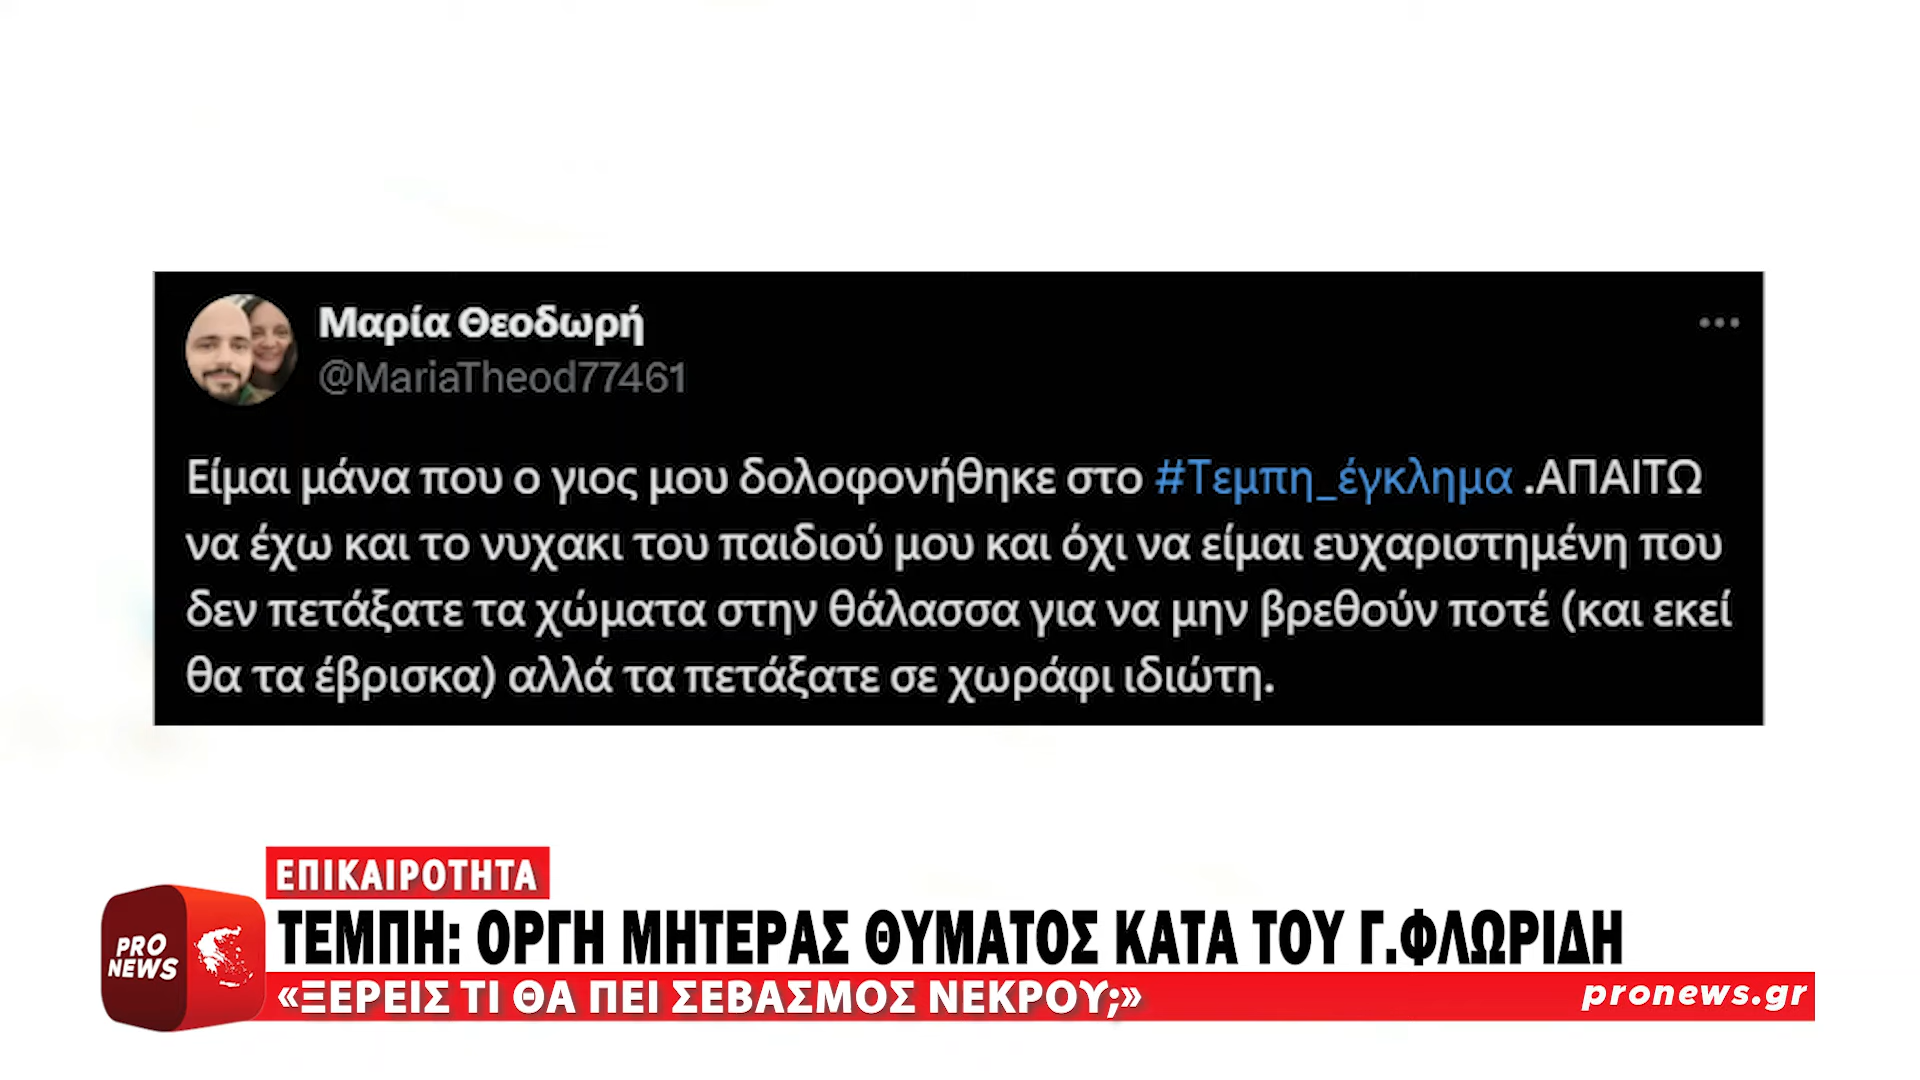 Μαρία Θεοδωρή
@MariaTheod77461
Είμαι μάνα που ο γιος μου δολοφονήθηκε στο #Τεμπη_έγκλημα .ΑΠΑΙΤΩ
να έχω και το νυχακι του παιδιού μου και όχι να είμαι ευχαριστημένη που
δεν πετάξατε τα χώματα στην θάλασσα για να μην βρεθούν ποτέ (και εκεί
θα τα έβρισκα) αλλά τα πετάξατε σε χωράφι ιδιώτη.
ΕΠΙΚΑΙΡΟΤΗΤΑ
ΤΕΜΠΗ: ΟΡΓΗ ΜΗΤΕΡΑΣ ΘΥΜΑΤΟΣ ΚΑΤΑ ΤΟΥ Γ.ΦΛΩΡΙΔΗ
PRO
NEWS
«ΞΕΡΕΙΣ ΤΙ ΘΑ ΠΕΙ ΣΕΒΑΣΜΟΣ ΝΕΚΡΟΥ;»
pronews.gr